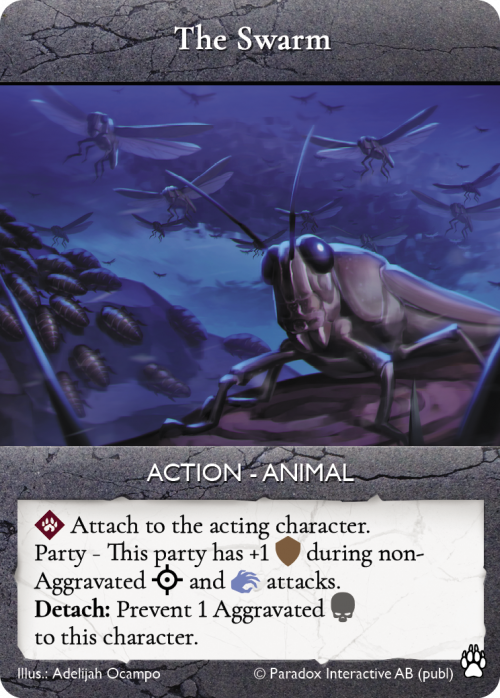 The Swarm
ACTION - ANIMAL
Attach to the acting character.
Party - This party has +1 during non-
Aggravated and attacks.
Detach: Prevent 1 Aggravated
to this character.
Illus.: Adelijah Ocampo © Paradox Interactive AB (publ)